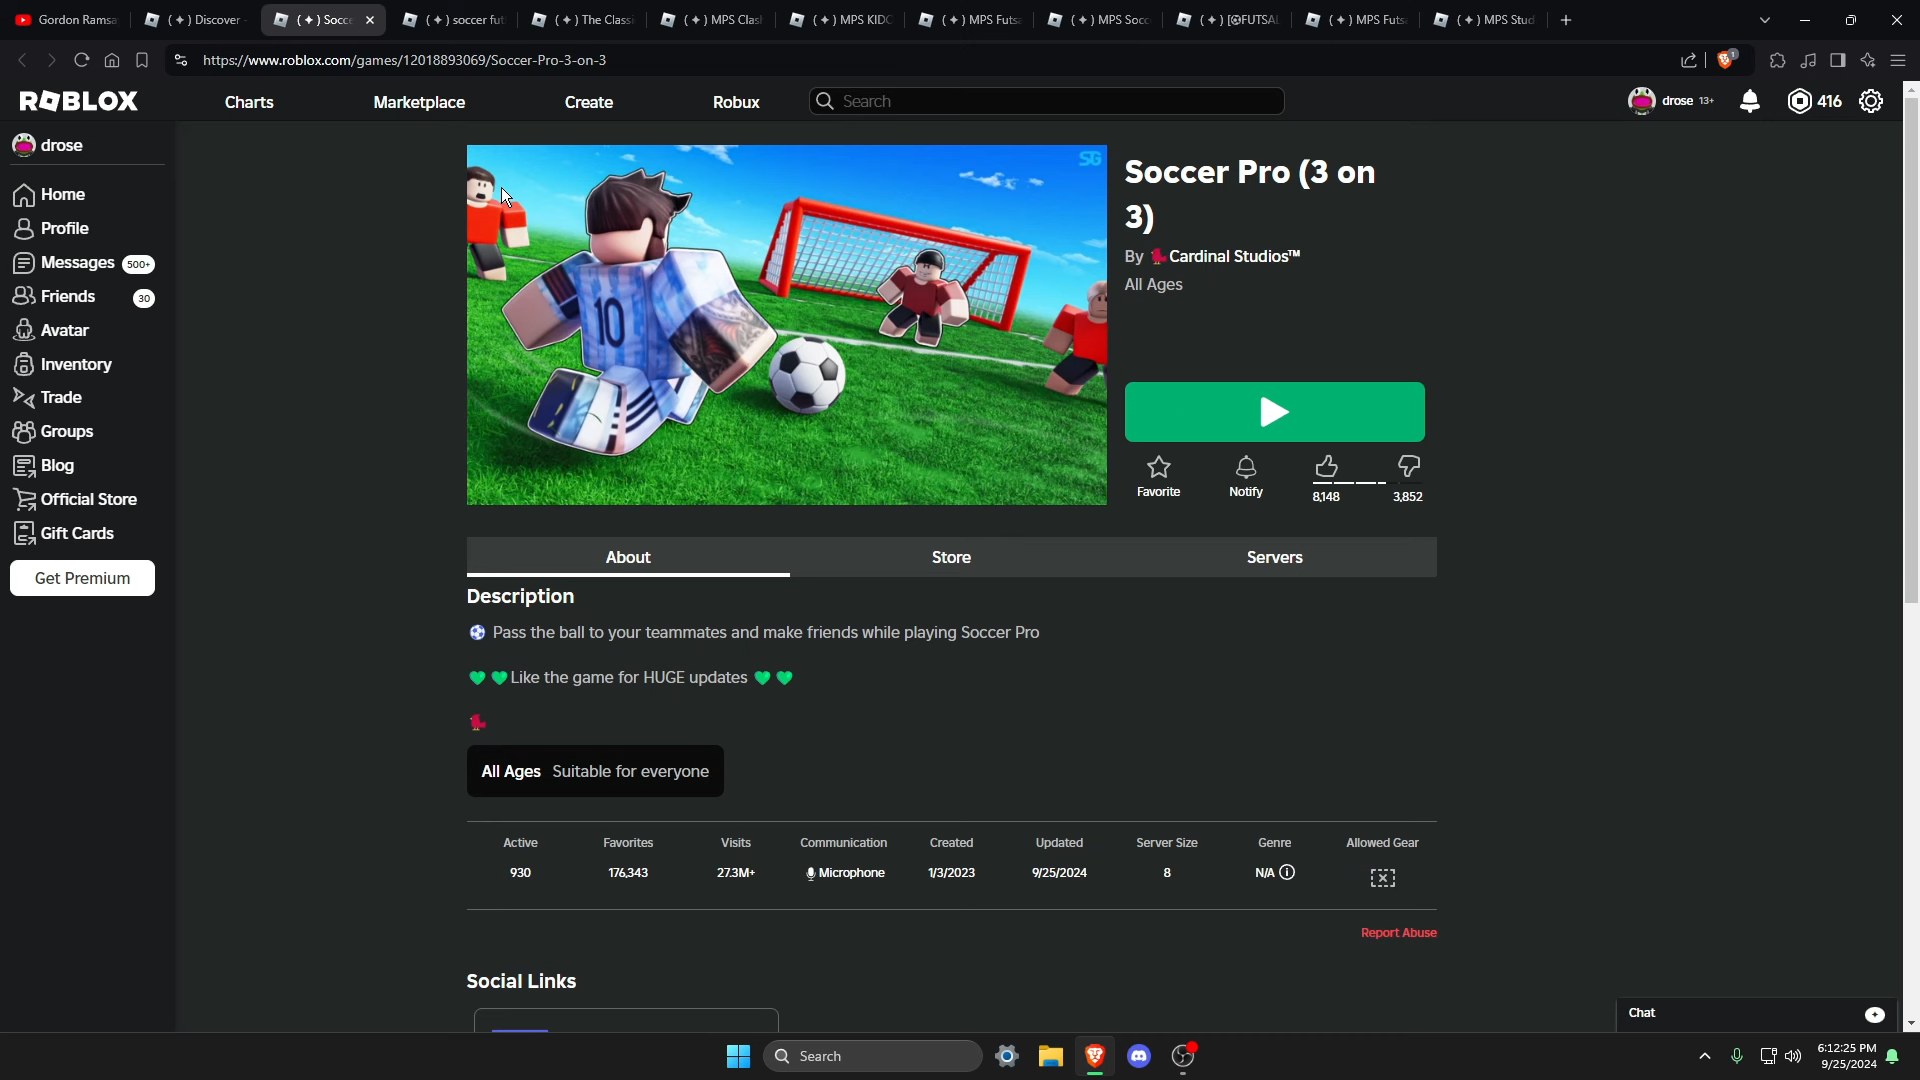 Gordon Ramsa
(✦) Discover -
(✦) Socce
(✦) soccer fut
(✦) The Classi
(✦) MPS Clas
(✦) MPS KIDC
(✦) MPS Futsa
(✦) MPS Socc
(✦) [⚽FUTSAL
(✦) MPS Futsa
(✦) MPS Stud
https://www.roblox.com/games/12018893069/Soccer-Pro-3-on-3
1
ROBLOX
Charts
Marketplace
Create
Robux
Search
drose 13+
416
drose
Home
Profile
Messages 500+
Friends 30
Avatar
Inventory
Trade
Groups
Blog
Official Store
Gift Cards
Get Premium
SG
10
Soccer Pro (3 on
3)
By Cardinal Studios™
All Ages
Favorite
Notify
8,148
3,852
About
Store
Servers
Description
⚽ Pass the ball to your teammates and make friends while playing Soccer Pro
💚 💚 Like the game for HUGE updates 💚 💚
All Ages Suitable for everyone
Active Favorites Visits Communication Created Updated Server Size Genre Allowed Gear
930 176,343 27.3M+ Microphone 1/3/2023 9/25/2024 8 N/A
Report Abuse
Social Links
Chat
Search
6:12:25 PM
9/25/2024